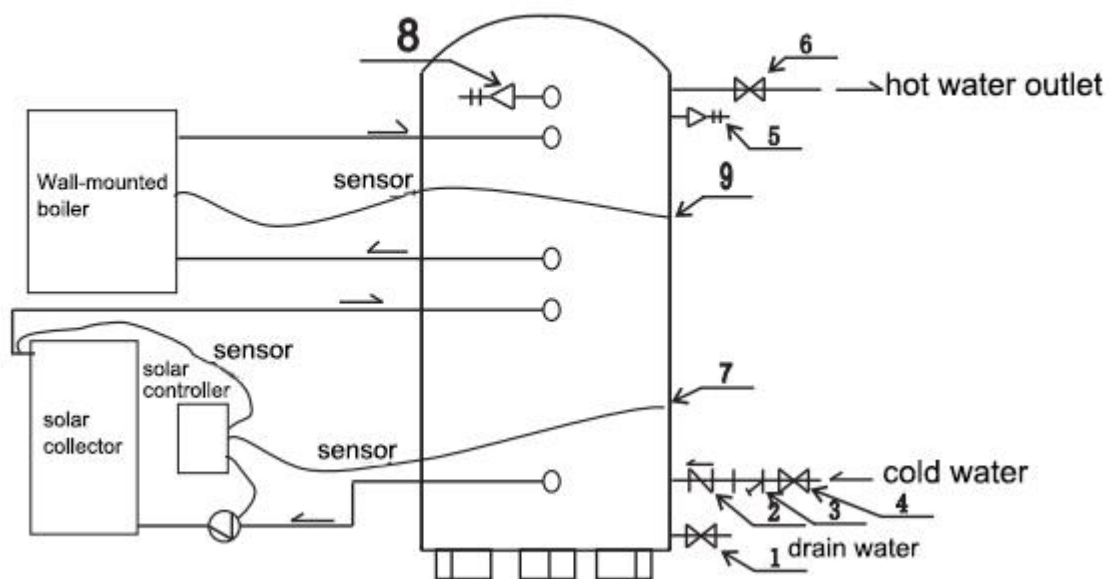 8
6
hot water outlet
5
Wall-mounted
boiler
sensor
9
sensor
solar
controller
7
solar
collector
sensor
cold water
2
3
4
1
drain water